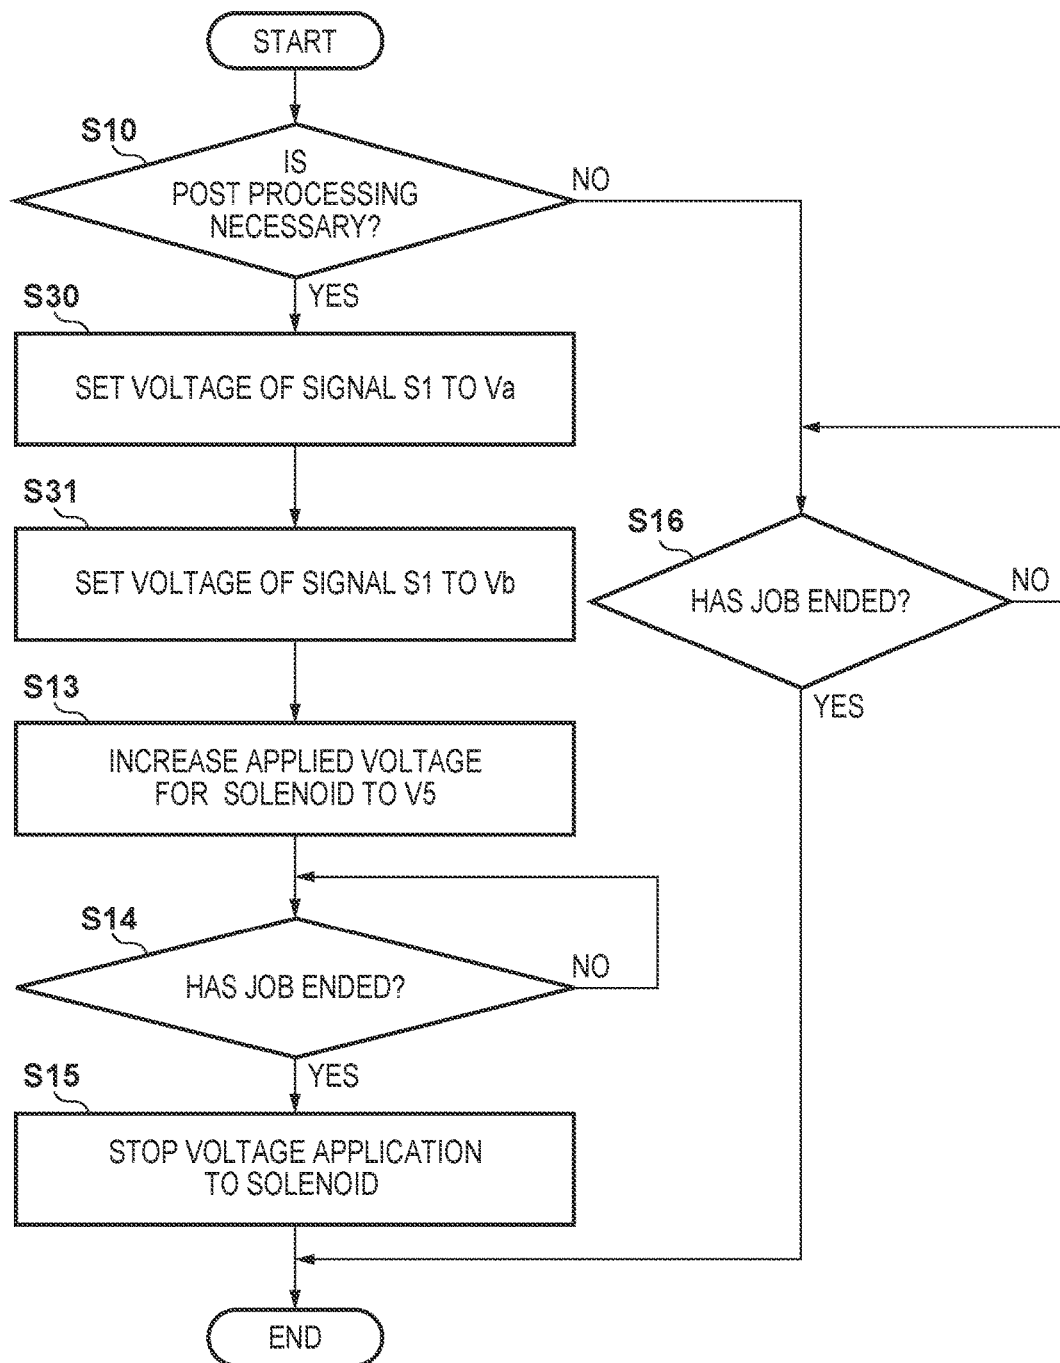 START
S10
IS
POST PROCESSING
NECESSARY?
NO
YES
S30
SET VOLTAGE OF SIGNAL S1 TO Va
S31
SET VOLTAGE OF SIGNAL S1 TO Vb
S16
HAS JOB ENDED?
NO
YES
S13
INCREASE APPLIED VOLTAGE
FOR SOLENOID TO V5
S14
HAS JOB ENDED?
NO
YES
S15
STOP VOLTAGE APPLICATION
TO SOLENOID
END